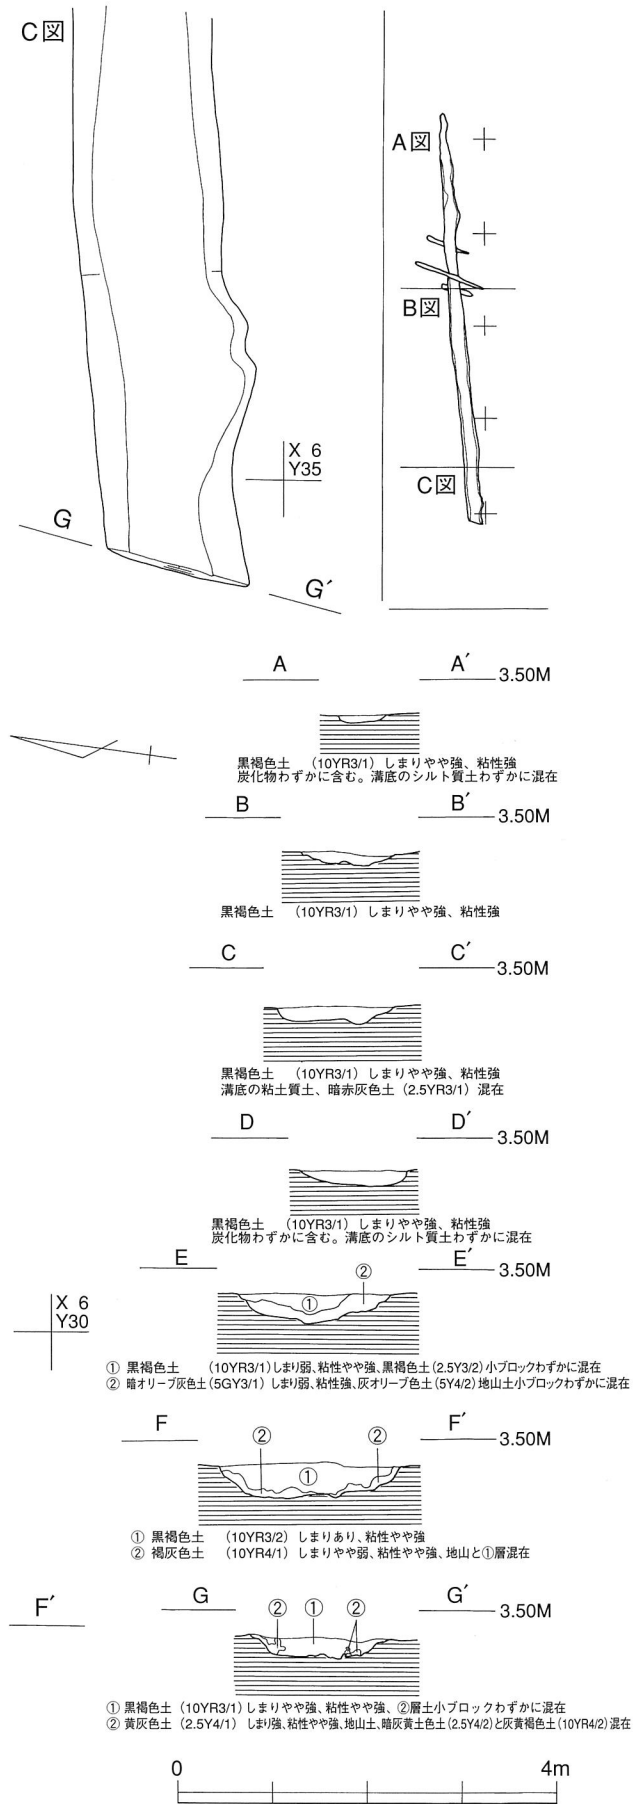 C図
A図
B図
X 6
Y35
C図
G
G′
A A′
3.50M
黒褐色土 (10YR3/1) しまりやや強、粘性強
炭化物わずかに含む。溝底のシルト質土わずかに混在
B B′
3.50M
黒褐色土 (10YR3/1) しまりやや強、粘性強
C C′
3.50M
黒褐色土 (10YR3/1) しまりやや強、粘性強
溝底の粘土質土、暗赤灰色土 (2.5YR3/1) 混在
D D′
3.50M
黒褐色土 (10YR3/1) しまりやや強、粘性強
炭化物わずかに含む。溝底のシルト質土わずかに混在
E ② E′
3.50M
①
X 6
Y30
① 黒褐色土 (10YR3/1) しまり弱、粘性やや強、黒褐色土 (2.5Y3/2) 小ブロックわずかに混在
② 暗オリーブ灰色土 (5GY3/1) しまり弱、粘性強、灰オリーブ色土 (5Y4/2) 地山土小ブロックわずかに混在
F F′
② ② 3.50M
①
① 黒褐色土 (10YR3/2) しまりあり、粘性やや強
② 褐灰色土 (10YR4/1) しまりやや弱、粘性やや強、地山と①層混在
F′ G G′
② ① ② 3.50M
① 黒褐色土 (10YR3/1) しまりやや強、粘性やや強、②層土小ブロックわずかに混在
② 黄灰色土 (2.5Y4/1) しまり強、粘性やや強、地山土、暗灰黄土色土 (2.5Y4/2) と灰黄褐色土 (10YR4/2) 混在
0 4m